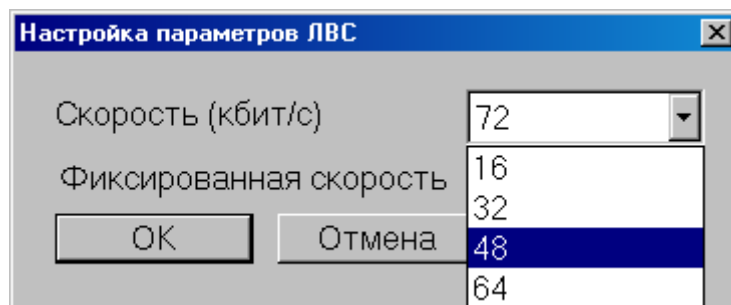 Настройка параметров ЛВС
Скорость (кбит/с)
72
16
Фиксированная скорость
32
OK
Отмена
48
64